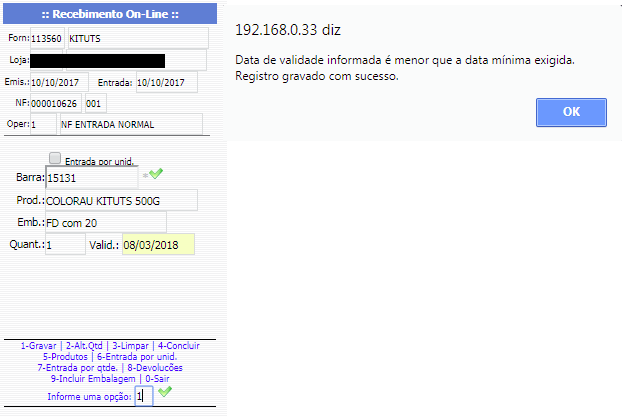 :: Recebimento On-Line ::
Forn: 113560 KITUTS
Loja:
Emis.: 10/10/2017 Entrada: 10/10/2017
NF: 000010626 001
Oper: 1 NF ENTRADA NORMAL
Entrada por unid.
Barra: 15131 =
Prod.: COLORAU KITUTS 500G
Emb.: FD com 20
Quant.: 1 Valid.: 08/03/2018
1-Gravar | 2-Alt.Qtd | 3-Limpar | 4-Concluir
5-Produtos | 6-Entrada por unid.
7-Entrada por qtde. | 8-Devolucões
9-Incluir Embalagem | 0-Sair
Informe uma opção: 1
192.168.0.33 diz
Data de validade informada é menor que a data mínima exigida.
Registro gravado com sucesso.
OK